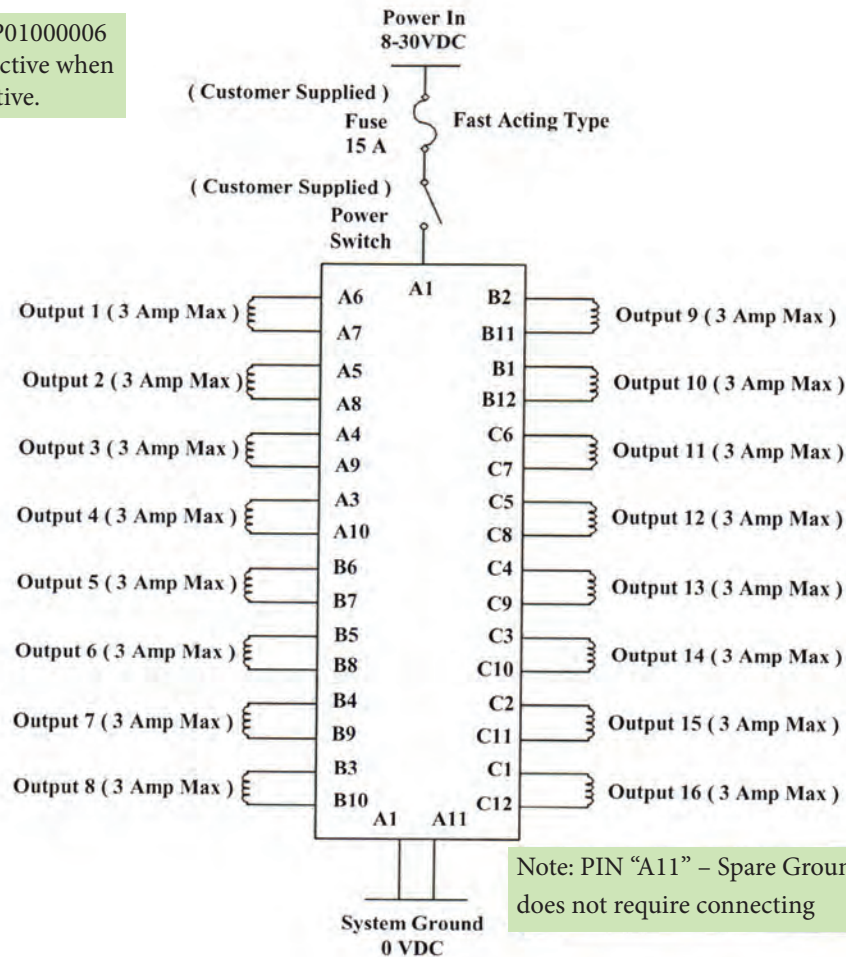 P01000006
ctive when
tive.
Power In
8-30VDC
( Customer Supplied )
Fuse
15 A
Fast Acting Type
( Customer Supplied )
Power
Switch
A1
Output 1 ( 3 Amp Max )
A6
A7
Output 2 ( 3 Amp Max )
A5
A8
Output 3 ( 3 Amp Max )
A4
A9
Output 4 ( 3 Amp Max )
A3
A10
Output 5 ( 3 Amp Max )
B6
B7
Output 6 ( 3 Amp Max )
B5
B8
Output 7 ( 3 Amp Max )
B4
B9
Output 8 ( 3 Amp Max )
B3
B10
B2
B11
Output 9 ( 3 Amp Max )
B1
B12
Output 10 ( 3 Amp Max )
C6
C7
Output 11 ( 3 Amp Max )
C5
C8
Output 12 ( 3 Amp Max )
C4
C9
Output 13 ( 3 Amp Max )
C3
C10
Output 14 ( 3 Amp Max )
C2
C11
Output 15 ( 3 Amp Max )
C1
C12
Output 16 ( 3 Amp Max )
A1 A11
Note: PIN “A11” – Spare Groun
does not require connecting
System Ground
0 VDC